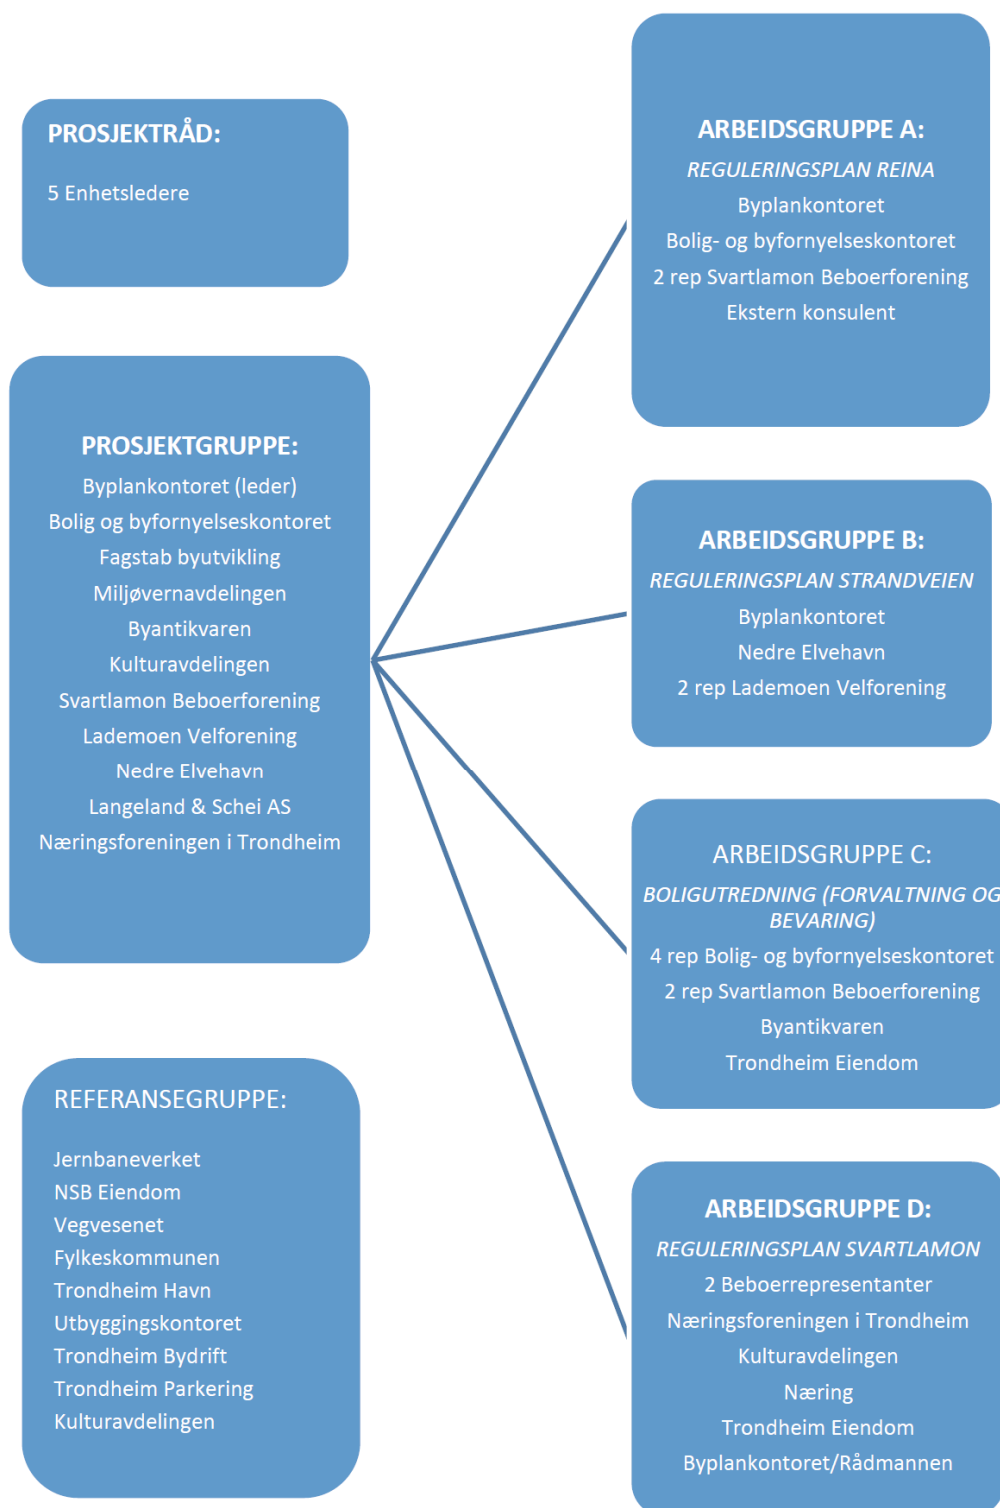 PROSJEKTRÅD:
5 Enhetsledere
PROSJEKTGRUPPE:
Byplankontoret (leder)
Bolig og byfornyelseskontoret
Fagstab byutvikling
Miljøvernavdelingen
Byantikvaren
Kulturavdelingen
Svartlamon Beboerforening
Lademoen Velforening
Nedre Elvehavn
Langeland & Schei AS
Næringsforeningen i Trondheim
REFERANSEGRUPPE:
Jernbaneverket
NSB Eiendom
Vegvesenet
Fylkeskommunen
Trondheim Havn
Utbyggingskontoret
Trondheim Bydrift
Trondheim Parkering
Kulturavdelingen
ARBEIDSGRUPPE A:
REGULERINGSPLAN REINA
Byplankontoret
Bolig- og byfornyelseskontoret
2 rep Svartlamon Beboerforening
Ekstern konsulent
ARBEIDSGRUPPE B:
REGULERINGSPLAN STRANDVEIEN
Byplankontoret
Nedre Elvehavn
2 rep Lademoen Velforening
ARBEIDSGRUPPE C:
BOLIGUTREDNING (FORVALTNING OG
BEVARING)
4 rep Bolig- og byfornyelseskontoret
2 rep Svartlamon Beboerforening
Byantikvaren
Trondheim Eiendom
ARBEIDSGRUPPE D:
REGULERINGSPLAN SVARTLAMON
2 Beboerrepresentanter
Næringsforeningen i Trondheim
Kulturavdelingen
Næring
Trondheim Eiendom
Byplankontoret/Rådmannen